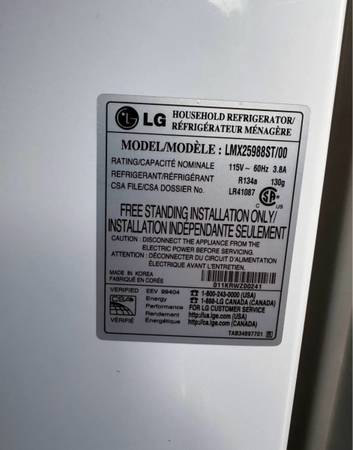 LG HOUSEHOLD REFRIGERATOR/
RÉFRIGÉRATEUR MÉNAGÈRE
MODEL/MODÈLE : LMX25988ST/00
RATING/CAPACITÉ NOMINALE 115V~ 60Hz 3.8A
REFRIGERANT/RÉFRIGÉRANT R134a 130g
CSA FILE/CSA DOSSIER No. LR41087
C US
FREE STANDING INSTALLATION ONLY/
INSTALLATION INDEPENDANTE SEULEMENT
CAUTION : DISCONNECT THE APPLIANCE FROM THE
ELECTRIC POWER BEFORE SERVICING
ATTENTION : DÉCONNECTER DU CIRCUIT D'ALIMENTATION
ÉLECTRIQUE AVANT L'ENTRETIEN
MADE IN KOREA
FABRIQUÉ EN CORÉE
011KRWZ00241
VERIFIED
EEV 99404
Energy
Performance
Rendement
Énergétique
VÉRIFIÉ
1-800-243-0000 (USA)
1-888-LG CANADA (CANADA)
FOR LG CUSTOMER SERVICE
http://us.lge.com (USA)
http://ca.lge.com (CANADA)